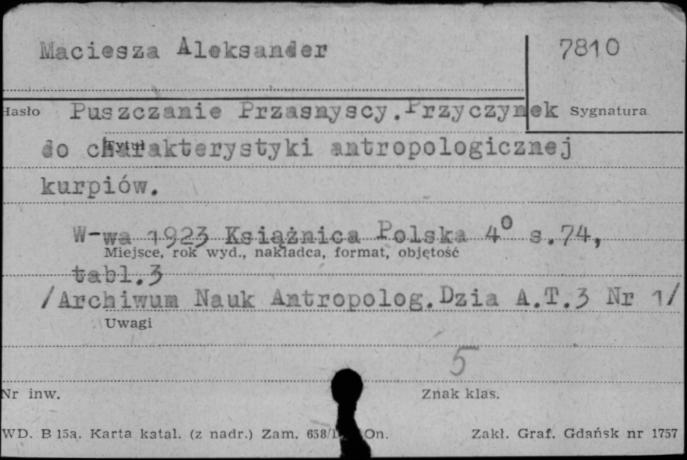 Maciesza Aleksander
7810
Hasło Puszczanie Przasnyscy. Przyczynek Sygnatura
do charakterystyki antropologicznej
kurpiów.
W-wa 1923 Książnica Polska 4⁰ s.74,
Miejsce, rok wyd., nakładca, format, objętość
tabl.3
/Archiwum Nauk Antropolog. Dzia A.T.3 Nr 1/
Uwagi
5
Nr inw. Znak klas.
WD. B 15a. Karta katal. (z nadr.) Zam. On. Zakł. Graf. Gdańsk nr 1757